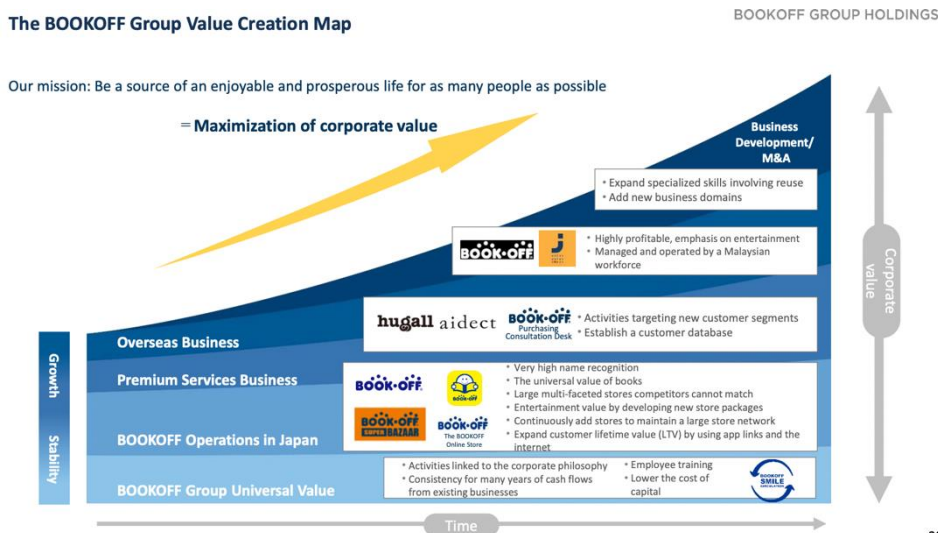 The BOOKOFF Group Value Creation Map
BOOKOFF GROUP HOLDINGS
Our mission: Be a source of an enjoyable and prosperous life for as many people as possible
= Maximization of corporate value
Business
Development/
M&A
• Expand specialized skills involving reuse
• Add new business domains
BOOK•OFF
J
• Highly profitable, emphasis on entertainment
• Managed and operated by a Malaysian
workforce
Corporate
value
Overseas Business
hugall aidect
BOOK•OFF
Purchasing
Consultation Desk
• Activities targeting new customer segments
• Establish a customer database
Growth
Stability
Premium Services Business
BOOKOFF Operations in Japan
BOOK•OFF
BOOK•OFF
SUPER BAZAAR
BOOK•OFF
The BOOKOFF
Online Store
• Very high name recognition
• The universal value of books
• Large multi-faceted stores competitors cannot match
• Entertainment value by developing new store packages
• Continuously add stores to maintain a large store network
• Expand customer lifetime value (LTV) by using app links and the
internet
BOOKOFF Group Universal Value
• Activities linked to the corporate philosophy
• Consistency for many years of cash flows
from existing businesses
• Employee training
• Lower the cost of
capital
BOOKOFF
SMILE
Time